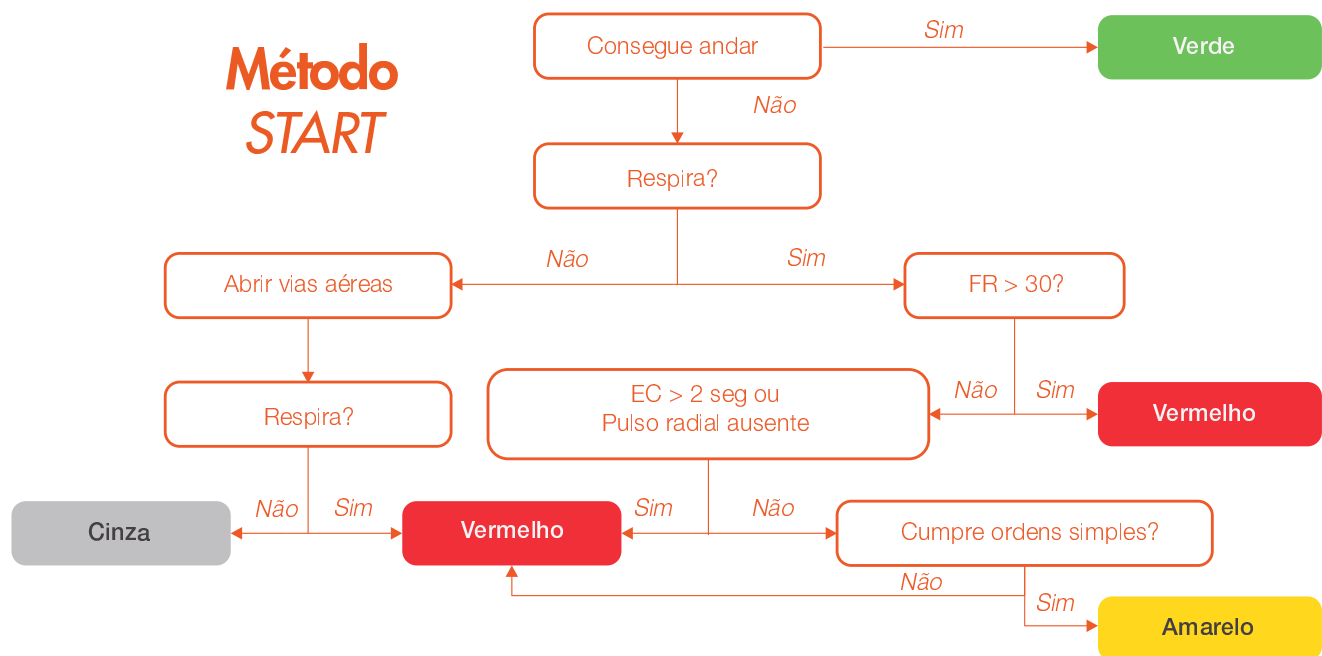 Método
START
Consegue andar
Sim
Verde
Não
Respira?
Não
Sim
Abrir vias aéreas
FR > 30?
EC > 2 seg ou
Pulso radial ausente
Não
Sim
Vermelho
Respira?
Não
Sim
Cinza
Vermelho
Sim
Não
Cumpre ordens simples?
Não
Sim
Amarelo